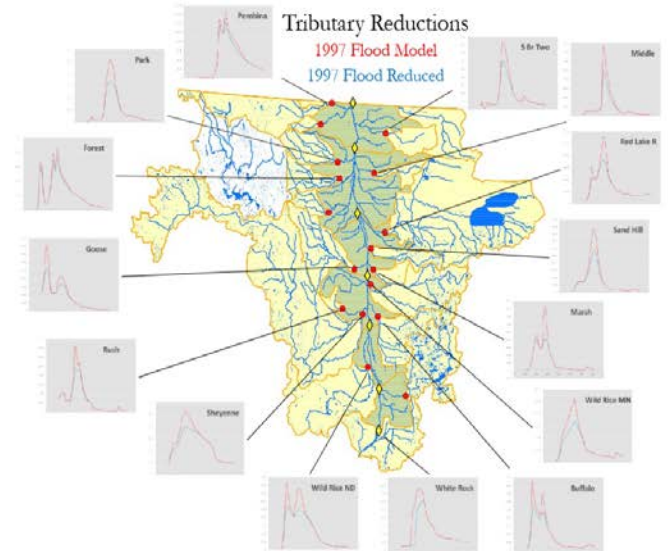 Tributary Reductions
1997 Flood Model
1997 Flood Reduced
Pembina
Park
Forest
Goose
Rush
Sheyenne
Wild Rice ND
White Rock
Buffalo
Wild Rice MN
Marsh
Sand Hill
Red Lake R
Middle
S Br Two